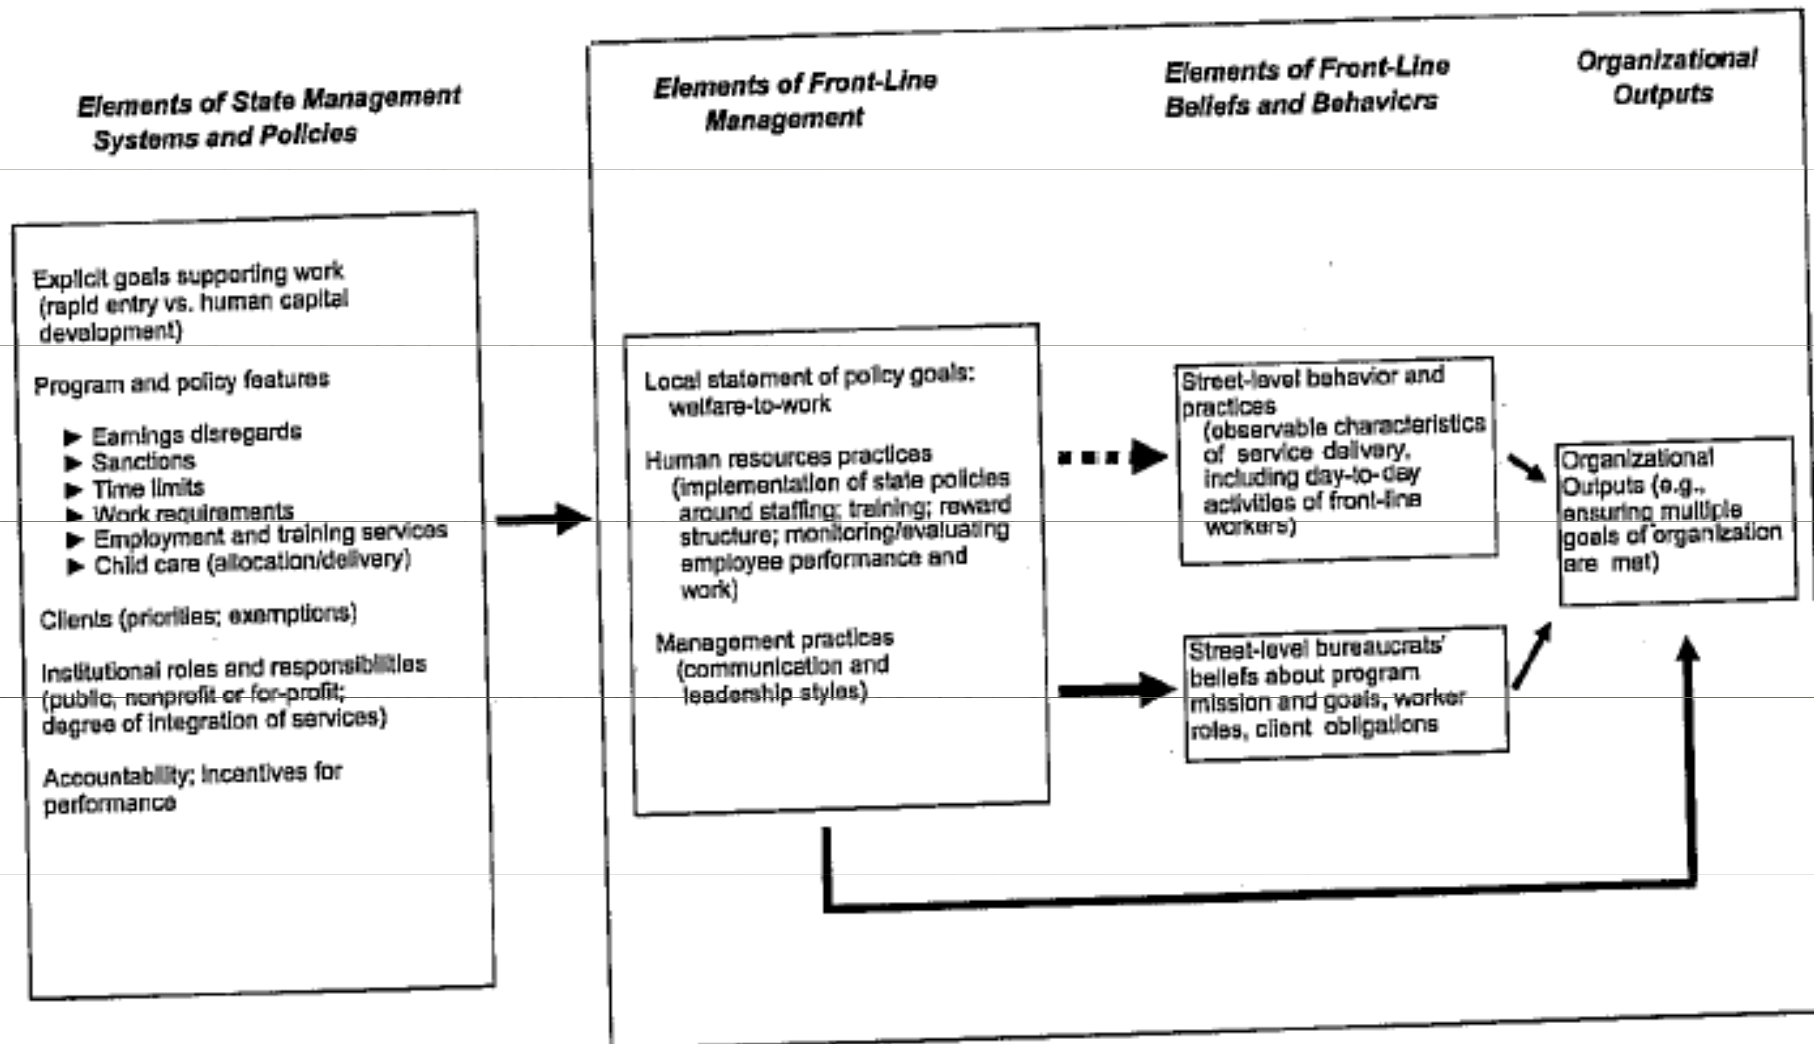 Elements of State Management
Systems and Policies
Explicit goals supporting work
(rapid entry vs. human capital
development)
Program and policy features
▶ Earnings disregards
▶ Sanctions
▶ Time limits
▶ Work requirements
▶ Employment and training services
▶ Child care (allocation/delivery)
Clients (priorities; exemptions)
Institutional roles and responsibilities
(public, nonprofit or for-profit;
degree of integration of services)
Accountability; incentives for
performance
Elements of Front-Line
Management
Local statement of policy goals:
welfare-to-work
Human resources practices
(implementation of state policies
around staffing; training; reward
structure; monitoring/evaluating
employee performance and
work)
Management practices
(communication and
leadership styles)
Elements of Front-Line
Beliefs and Behaviors
Street-level behavior and
practices
(observable characteristics
of service delivery,
including day-to-day
activities of front-line
workers)
Street-level bureaucrats'
beliefs about program
mission and goals, worker
roles, client obligations
Organizational
Outputs
Organizational
Outputs (e.g.,
ensuring multiple
goals of organization
are met)